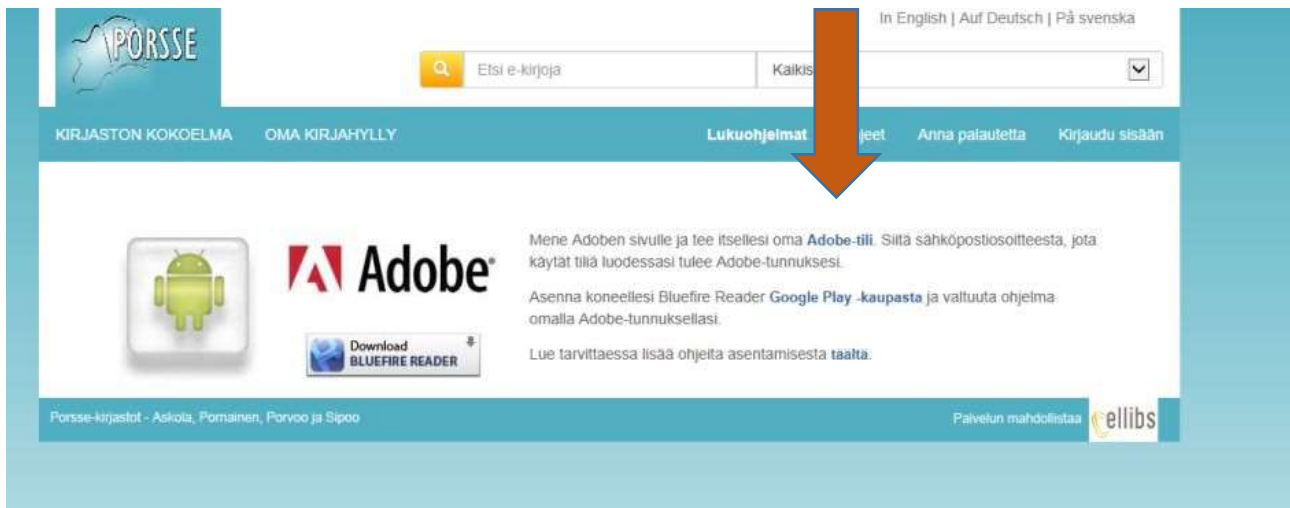 PORSSE
In English | Auf Deutsch | På svenska
Etsi e-kirjoja
Kaikis
KIRJASTON KOKOELMA OMA KIRJAHYLLY Lukuohjelmat jeet Anna palautetta Kirjaudu sisään
Adobe®
Download
BLUEFIRE READER
Mene Adoben sivulle ja tee itsellesi oma Adobe-tili. Siitä sähköpostiosoitteesta, jota
käytät tiliä luodessasi tulee Adobe-tunnuksesi.
Asenna koneellesi Bluefire Reader Google Play -kaupasta ja valtuuta ohjelma
omalla Adobe-tunnuksellasi.
Lue tarvittaessa lisää ohjeita asentamisesta täältä.
Porsse-kirjastot - Askola, Pornainen, Porvoo ja Sipoo
Palvelun mahdollistaa ellibs